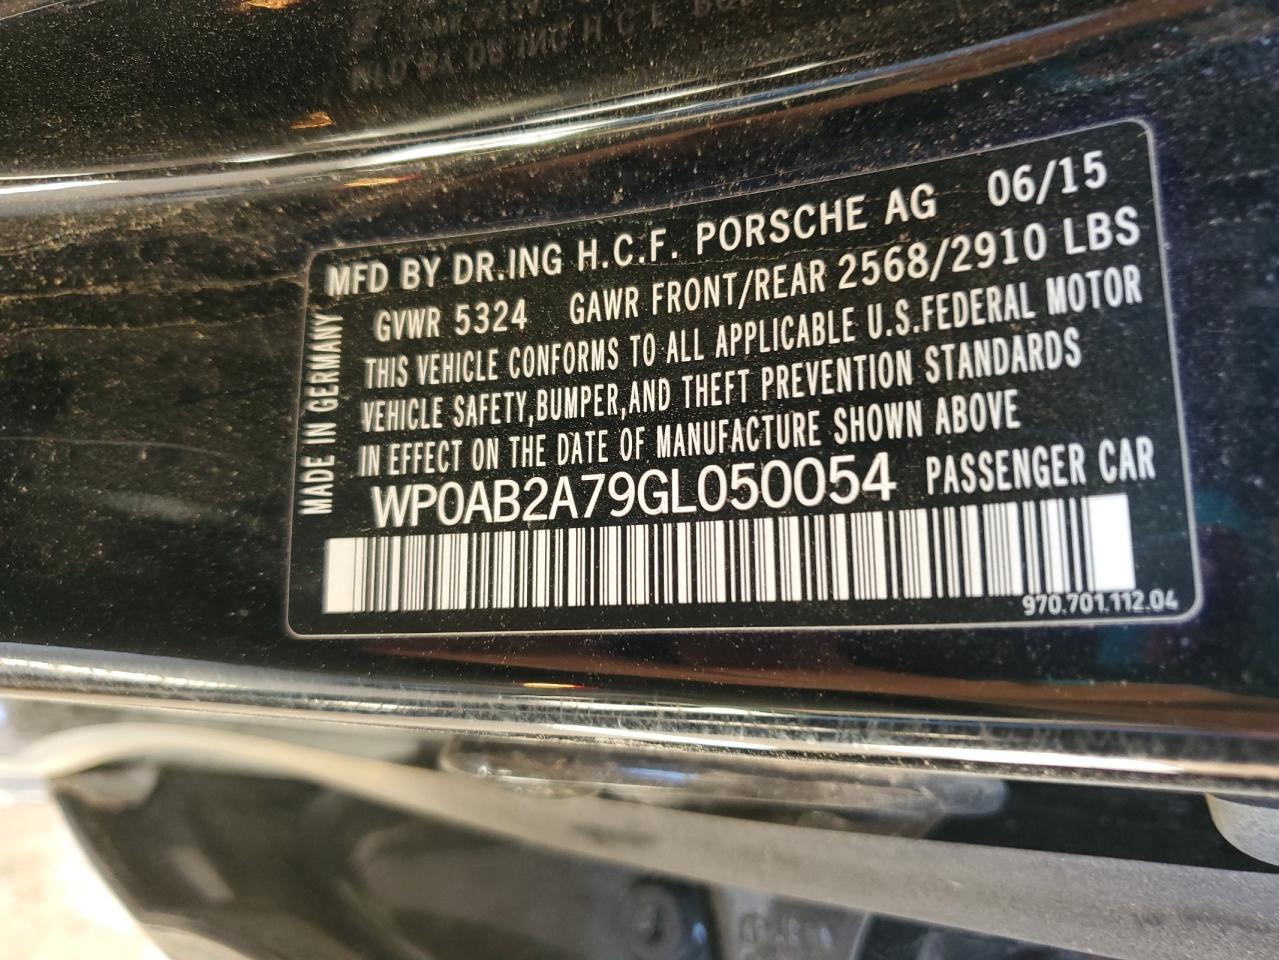 MFD BY DR.ING H.C.F. PORSCHE AG 06/15
GVWR 5324 GAWR FRONT/REAR 2568/2910 LBS
THIS VEHICLE CONFORMS TO ALL APPLICABLE U.S.FEDERAL MOTOR
VEHICLE SAFETY,BUMPER,AND THEFT PREVENTION STANDARDS
IN EFFECT ON THE DATE OF MANUFACTURE SHOWN ABOVE
WP0AB2A79GL050054 PASSENGER CAR
970.701.112.04
MADE IN GERMANY